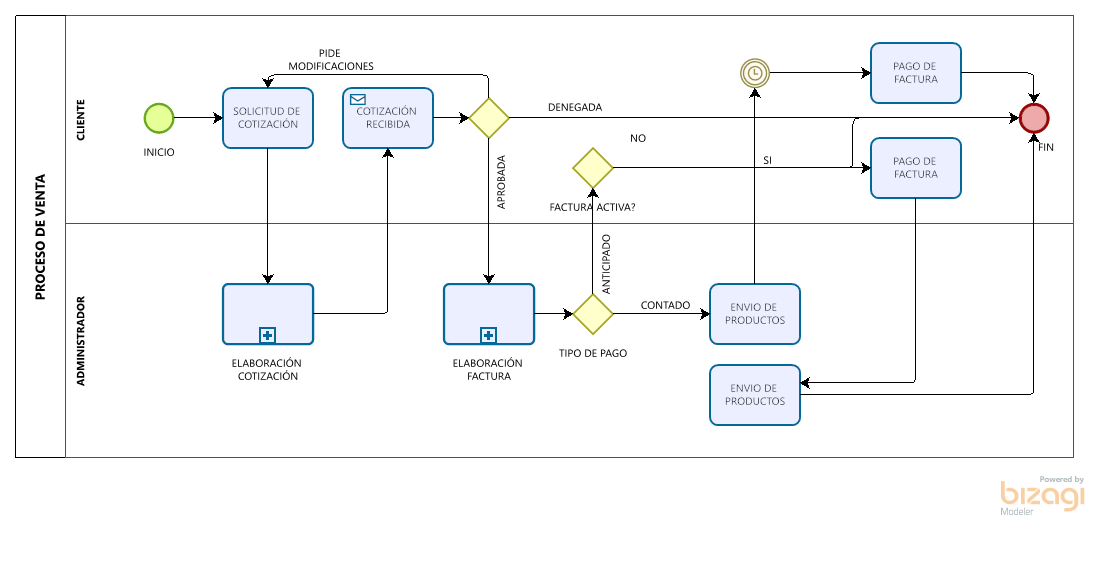 PROCESO DE VENTA
CLIENTE
PIDE
MODIFICACIONES
INICIO
SOLICITUD DE
COTIZACIÓN
COTIZACIÓN
RECIBIDA
DENEGADA
APROBADA
NO
SI
FACTURA ACTIVA?
PAGO DE
FACTURA
PAGO DE
FACTURA
FIN
ADMINISTRADOR
ELABORACIÓN
COTIZACIÓN
ELABORACIÓN
FACTURA
ANTICIPADO
CONTADO
TIPO DE PAGO
ENVIO DE
PRODUCTOS
ENVIO DE
PRODUCTOS
Powered by
bizagi
Modeler